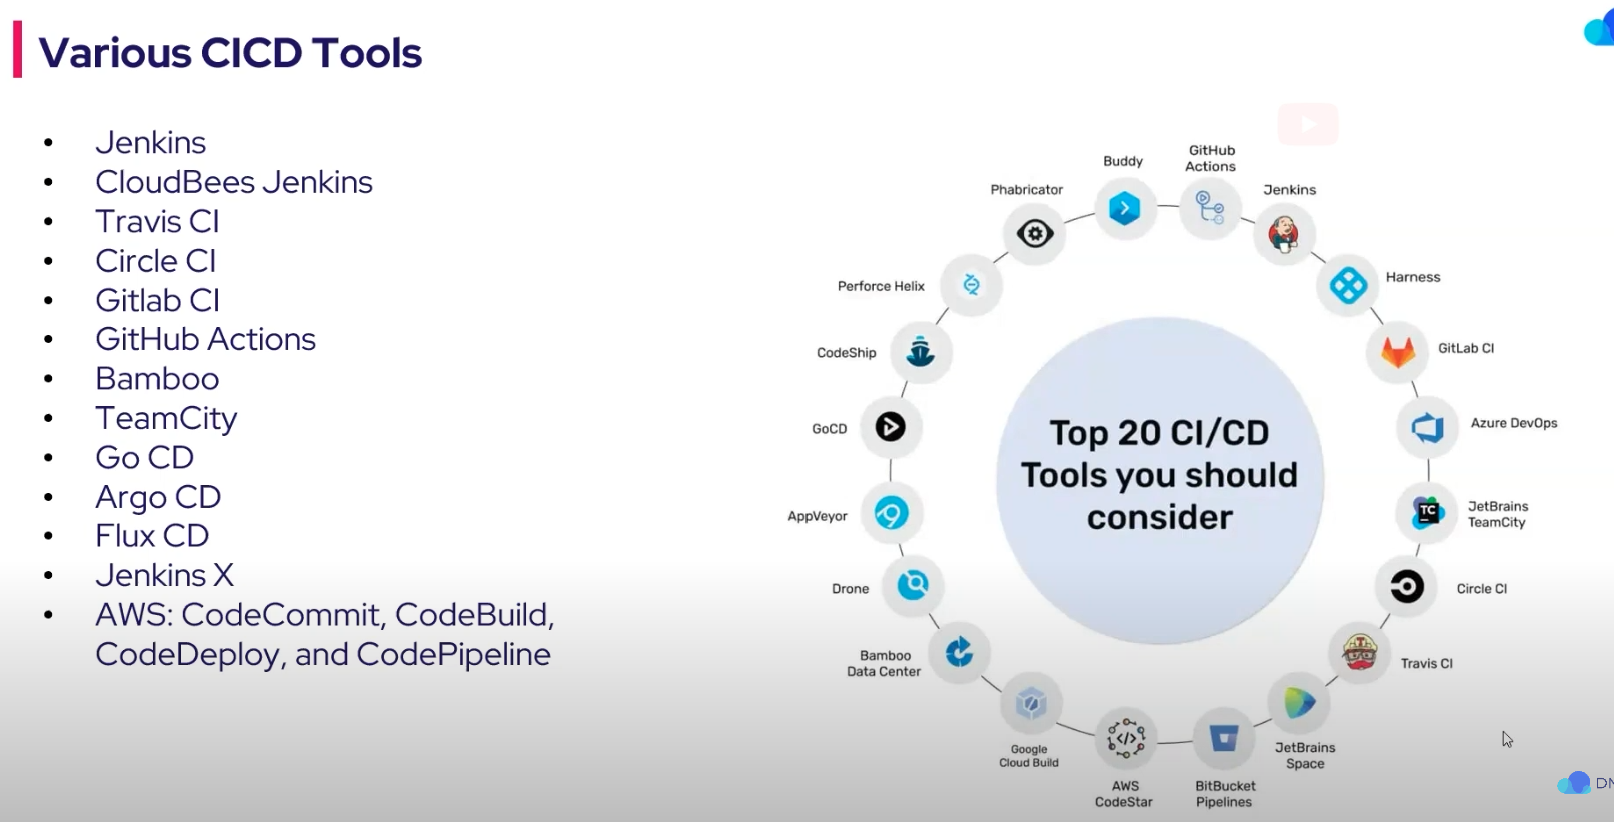 Various CICD Tools
• Jenkins
• CloudBees Jenkins
• Travis CI
• Circle CI
• Gitlab CI
• GitHub Actions
• Bamboo
• TeamCity
• Go CD
• Argo CD
• Flux CD
• Jenkins X
• AWS: CodeCommit, CodeBuild,
CodeDeploy, and CodePipeline
Top 20 CI/CD
Tools you should
consider
Buddy
GitHub
Actions
Jenkins
Harness
GitLab CI
Azure DevOps
TC
JetBrains
TeamCity
Circle CI
Travis CI
JetBrains
Space
BitBucket
Pipelines
AWS
CodeStar
Google
Cloud Build
Bamboo
Data Center
Drone
AppVeyor
GoCD
CodeShip
Perforce Helix
Phabricator